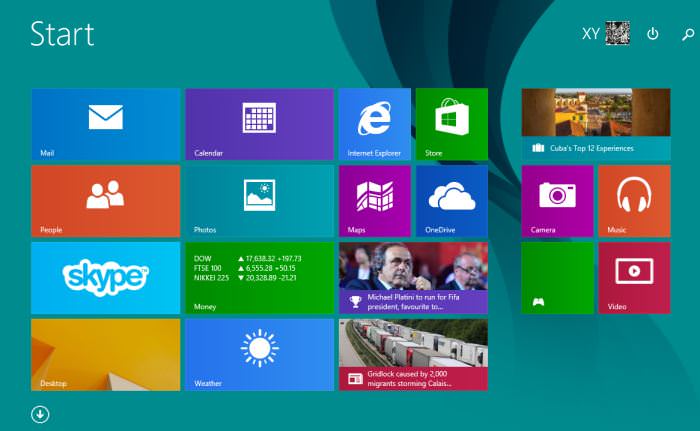 Start
XY
Mail
Calendar
Internet Explorer
Store
Cuba's Top 12 Experiences
People
Photos
Maps
OneDrive
Camera
Music
skype™
DOW ▲ 17,638.32 +197.73
FTSE 100 ▲ 6,555.28 +50.15
NIKKEI 225 ▼ 20,328.89 -21.21
Money
Michael Platini to run for Fifa
president, favourite to...
Video
Desktop
Weather
Gridlock caused by 2,000
migrants storming Calais...